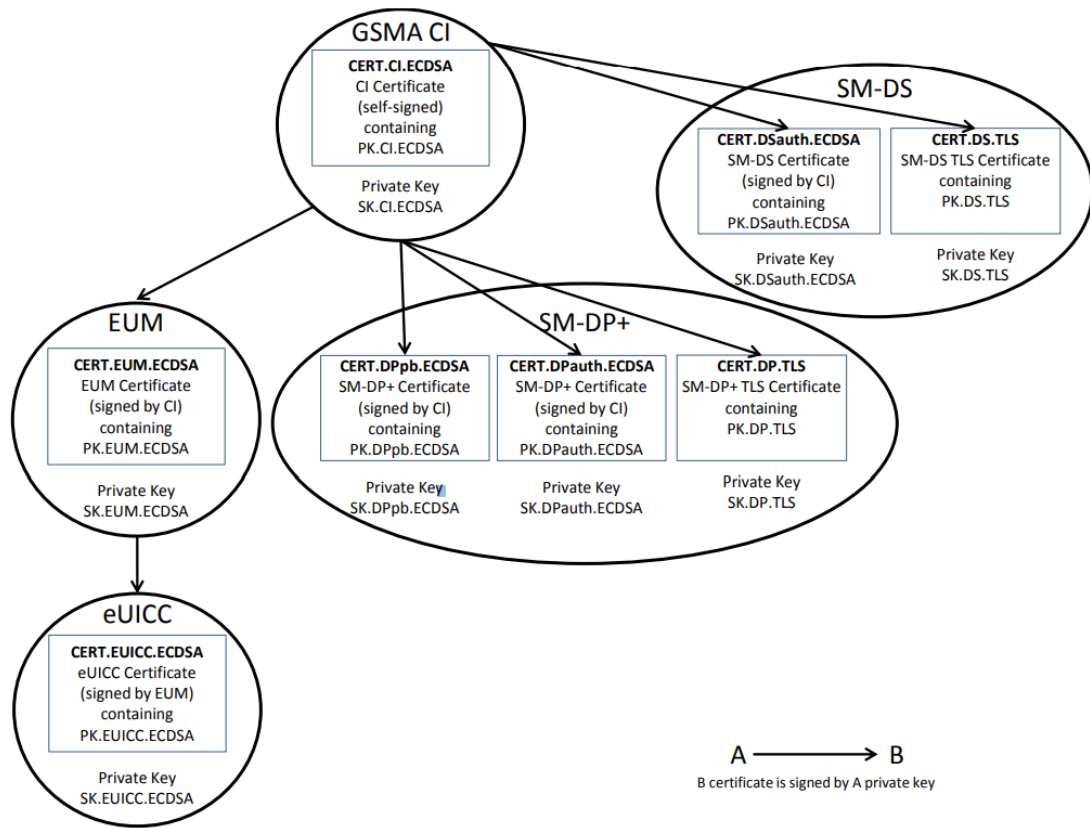 GSMA CI
CERT.CI.ECDSA
CI Certificate
(self-signed)
containing
PK.CI.ECDSA
Private Key
SK.CI.ECDSA
SM-DS
CERT.DSauth.ECDSA
SM-DS Certificate
(signed by CI)
containing
PK.DSauth.ECDSA
Private Key
SK.DSauth.ECDSA
CERT.DS.TLS
SM-DS TLS Certificate
containing
PK.DS.TLS
Private Key
SK.DS.TLS
EUM
CERT.EUM.ECDSA
EUM Certificate
(signed by CI)
containing
PK.EUM.ECDSA
Private Key
SK.EUM.ECDSA
SM-DP+
CERT.DPpb.ECDSA
SM-DP+ Certificate
(signed by CI)
containing
PK.DPpb.ECDSA
Private Key
SK.DPpb.ECDSA
CERT.DPauth.ECDSA
SM-DP+ Certificate
(signed by CI)
containing
PK.DPauth.ECDSA
Private Key
SK.DPauth.ECDSA
CERT.DP.TLS
SM-DP+ TLS Certificate
containing
PK.DP.TLS
Private Key
SK.DP.TLS
eUICC
CERT.EUICC.ECDSA
eUICC Certificate
(signed by EUM)
containing
PK.EUICC.ECDSA
Private Key
SK.EUICC.ECDSA
A B
B certificate is signed by A private key